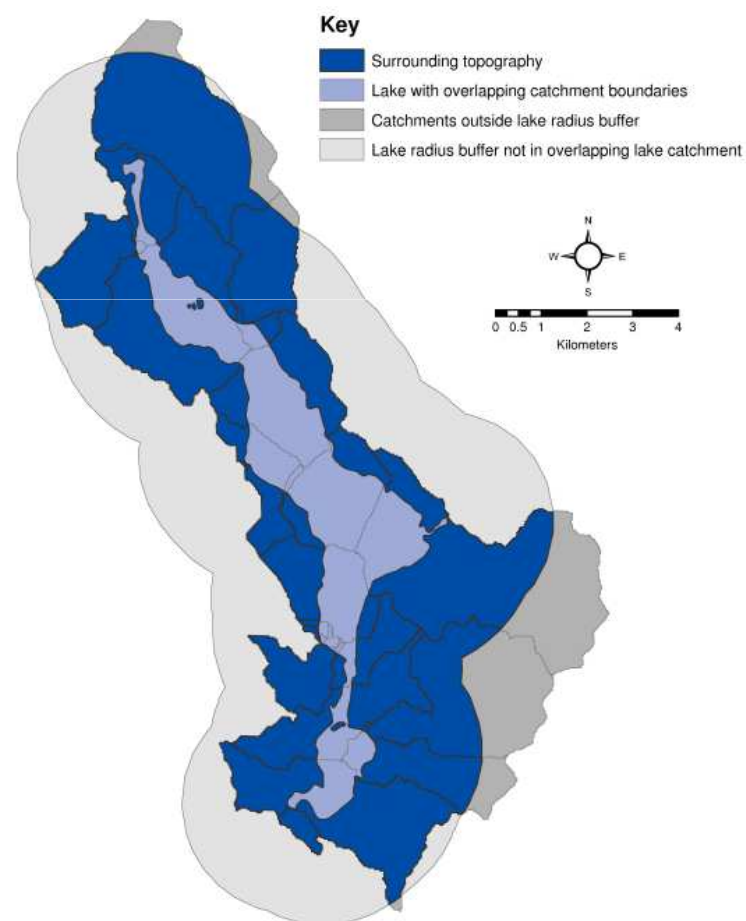 Key
Surrounding topography
Lake with overlapping catchment boundaries
Catchments outside lake radius buffer
Lake radius buffer not in overlapping lake catchment
N
W E
S
0 0.5 1 2 3 4
Kilometers